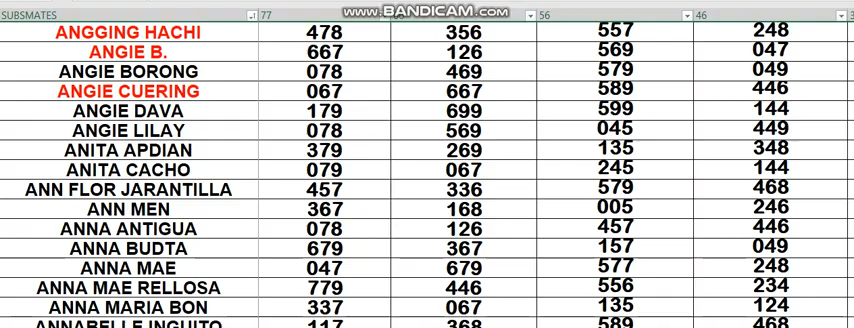 SUBSMATES 77 56 46
WWW.BANDICAM.COM
ANGGING HACHI 478 356 557 248
ANGIE B. 667 126 569 047
ANGIE BORONG 078 469 579 049
ANGIE CUERING 067 667 589 446
ANGIE DAVA 179 699 599 144
ANGIE LILAY 078 569 045 449
ANITA APDIAN 379 269 135 348
ANITA CACHO 079 067 245 144
ANN FLOR JARANTILLA 457 336 579 468
ANN MEN 367 168 005 246
ANNA ANTIGUA 078 126 457 446
ANNA BUDTA 679 367 157 049
ANNA MAE 047 679 577 248
ANNA MAE RELLOSA 779 446 556 234
ANNA MARIA BON 337 067 135 124
ANNABELLE INGUITO 117 368 589 468